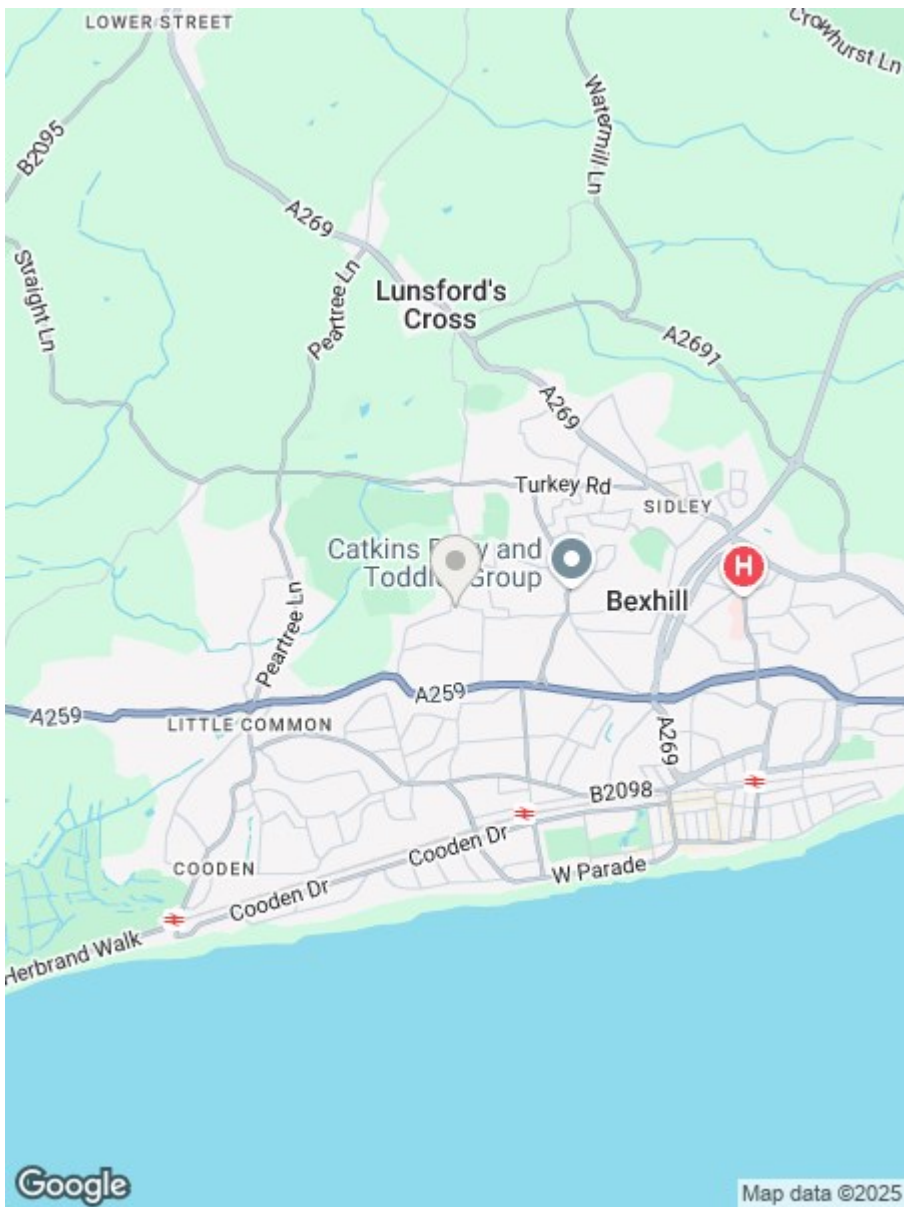 LOWER STREET
Crowhurst Ln
B2095
Watermill Ln
A269
Straight Ln
Peartree Ln
Lunsford's
Cross
A2691
A269
Turkey Rd
SIDLEY
Catkins
and
Group
H
Bexhill
Peartree Ln
A259
A259
LITTLE COMMON
A269
B2098
Cooden Dr
COODEN
W Parade
Cooden Dr
Herbrand Walk
Google
Map data ©2025